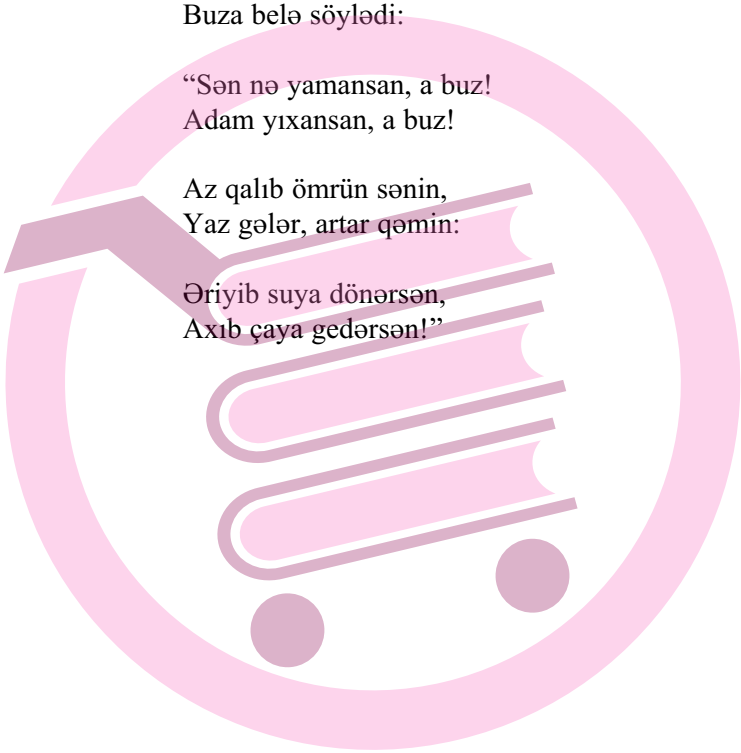 Buza belə söylədi:
“Sən nə yamansan, a buz!
Adam yıxansan, a buz!
Az qalıb ömrün sənin,
Yaz gələr, artar qəmin:
Əriyib suya dönərsən,
Axıb çaya gedərsən!”